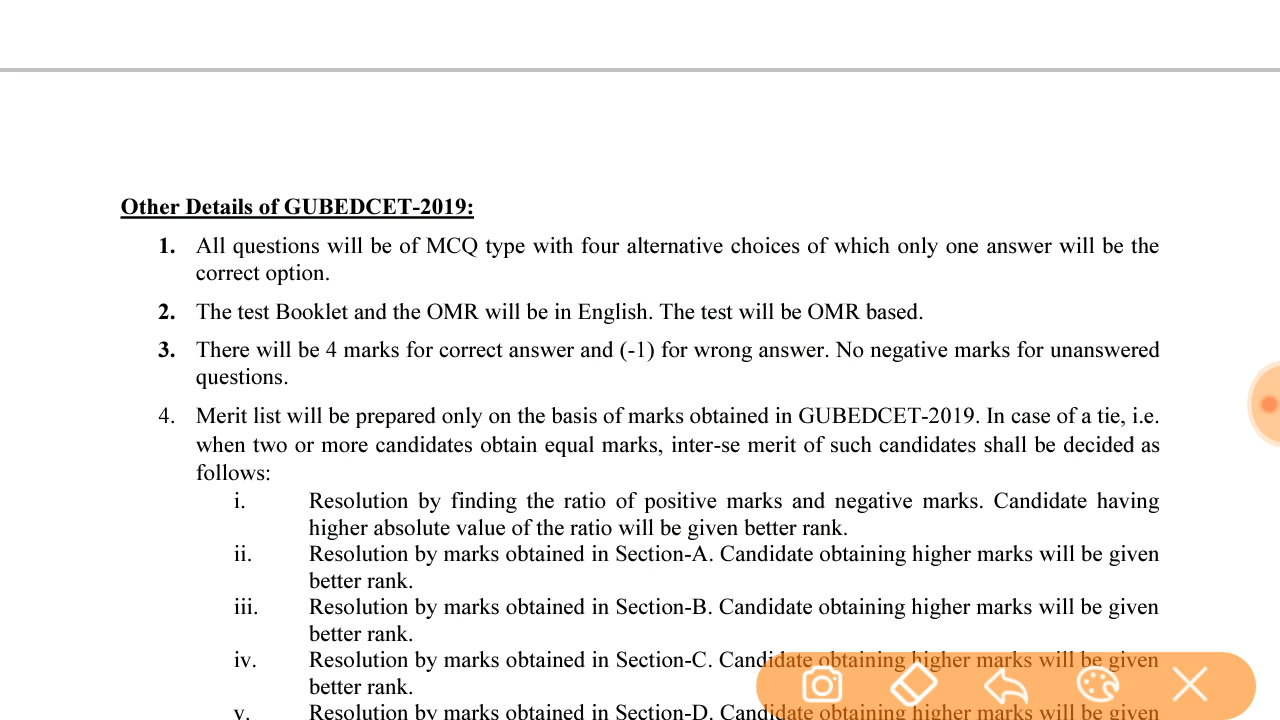 Other Details of GUBEDCET-2019:
1. All questions will be of MCQ type with four alternative choices of which only one answer will be the
correct option.
2. The test Booklet and the OMR will be in English. The test will be OMR based.
3. There will be 4 marks for correct answer and (-1) for wrong answer. No negative marks for unanswered
questions.
4. Merit list will be prepared only on the basis of marks obtained in GUBEDCET-2019. In case of a tie, i.e.
when two or more candidates obtain equal marks, inter-se merit of such candidates shall be decided as
follows:
i. Resolution by finding the ratio of positive marks and negative marks. Candidate having
higher absolute value of the ratio will be given better rank.
ii. Resolution by marks obtained in Section-A. Candidate obtaining higher marks will be given
better rank.
iii. Resolution by marks obtained in Section-B. Candidate obtaining higher marks will be given
better rank.
iv. Resolution by marks obtained in Section-C. Candidate obtaining higher marks will be given
better rank.
v. Resolution by marks obtained in Section-D. Candidate obtaining higher marks will be given